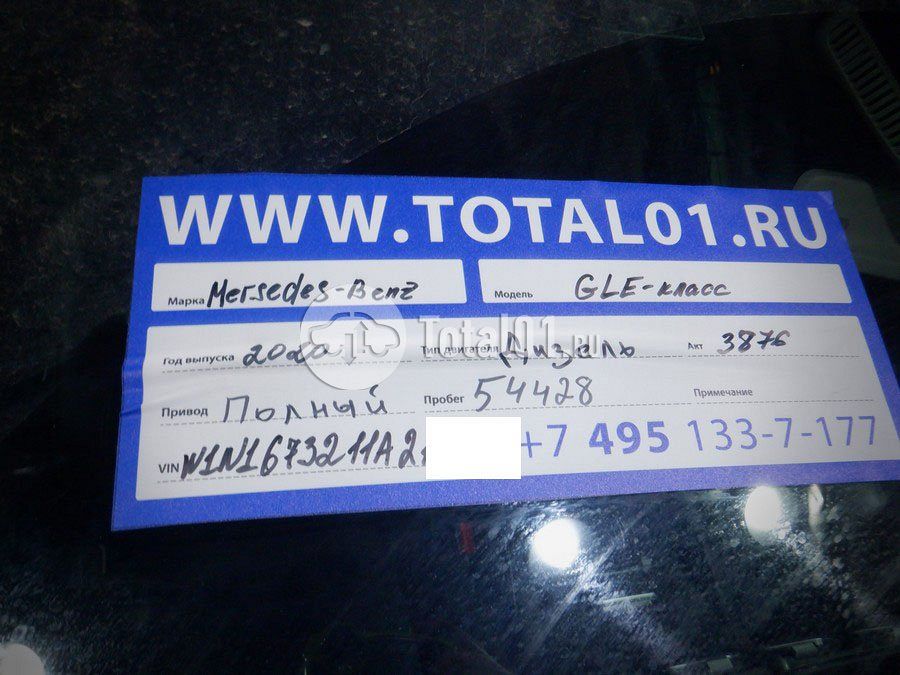 WWW.TOTAL01.RU
Марка Mersedes-Benz Модель GLE-класс
Год выпуска 2020 Тип двигателя Дизель Акт 3876
Total01.ru
Привод Полный Пробег 54428 Примечание
VIN W1N1673211A2 +7 495 133-7-177